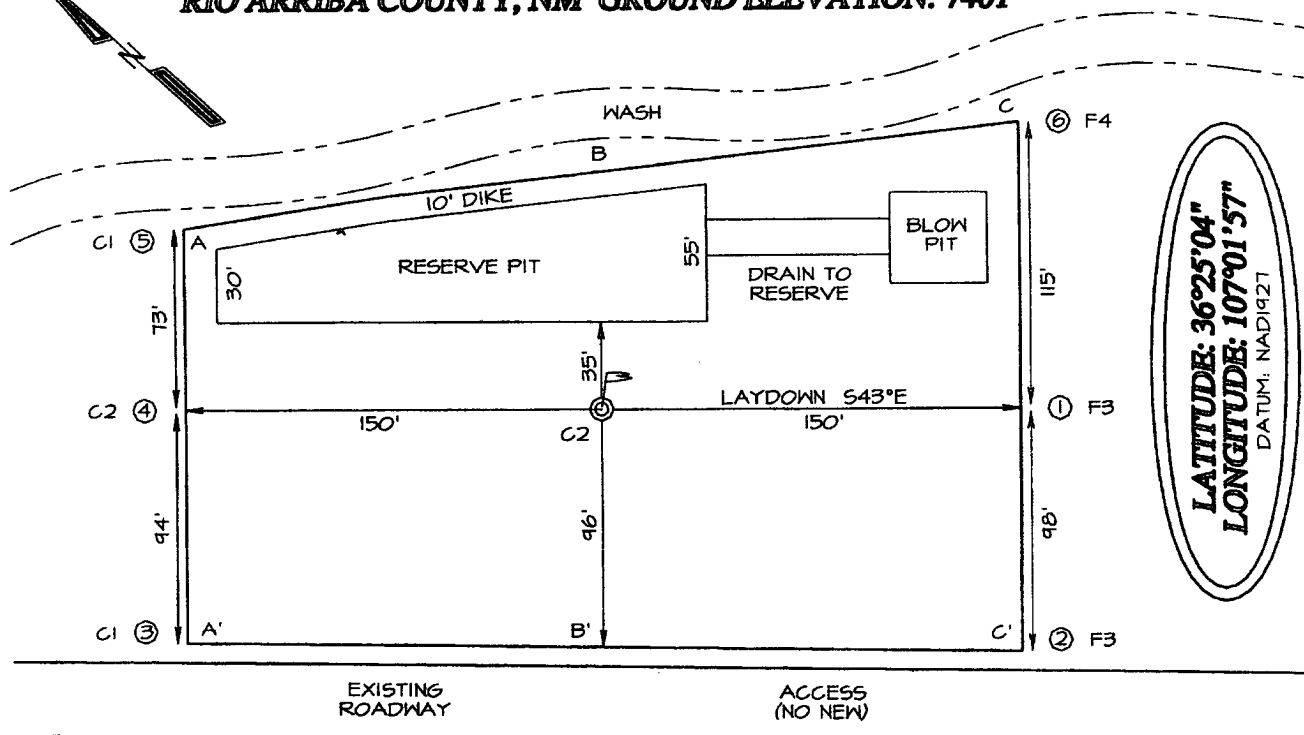 RIO ARRIBA COUNTY, NM GROUND ELEVATION: 7401
N
WASH
C
⑥ F4
B
10' DIKE
C1 ⑤
A
30'
RESERVE PIT
55'
BLOW
PIT
DRAIN TO
RESERVE
115'
73'
35'
LAYDOWN S43°E
C2 ④
150'
C2
150'
① F3
94'
96'
98'
C1 ③
A'
B'
C'
② F3
EXISTING
ROADWAY
ACCESS
(NO NEW)
LATITUDE: 36°25'04"
LONGITUDE: 107°01'57"
DATUM: NAD1927